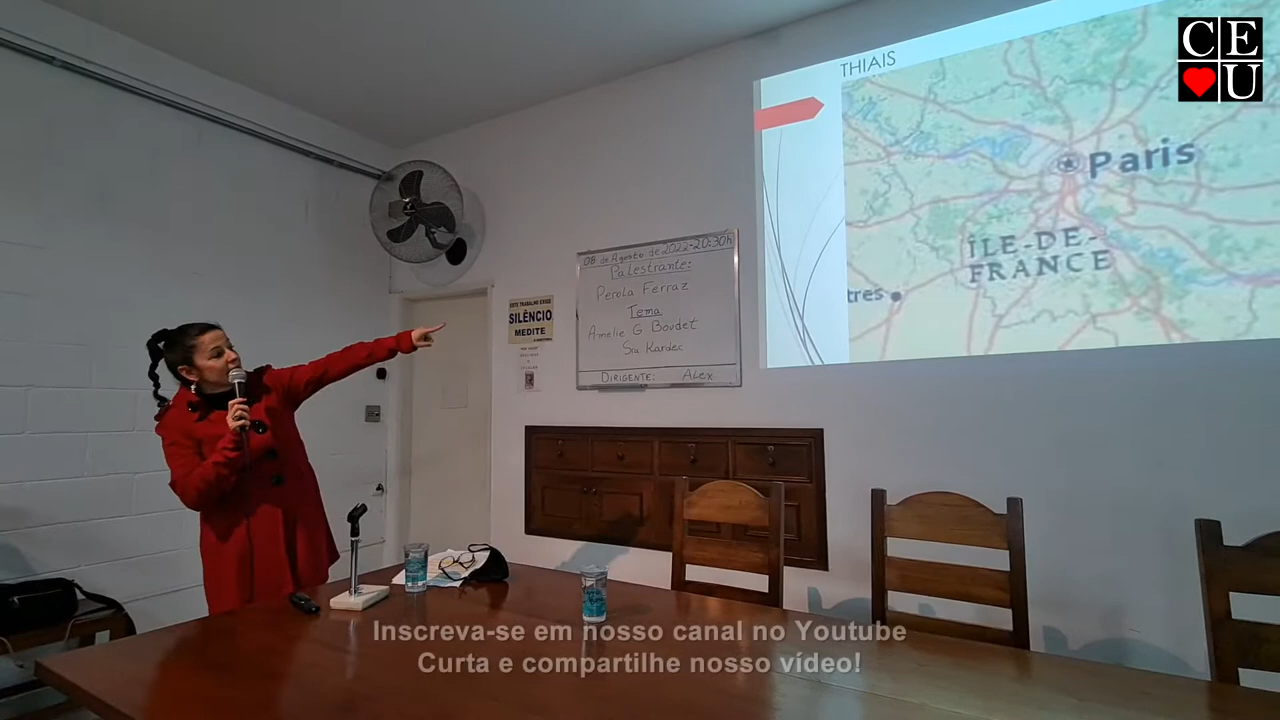 CE
U
THIAIS
Paris
ÎLE-DE-
FRANCE
tres
08 de Agosto de 2022-20:30h
Palestrante:
Perola Ferraz
Tema
Amelie G Boudet
Sra Kardec
DIRIGENTE: ALEX
ESTE TRABALHO EXIGE
SILÊNCIO
MEDITE
Inscreva-se em nosso canal no Youtube
Curta e compartilhe nosso vídeo!